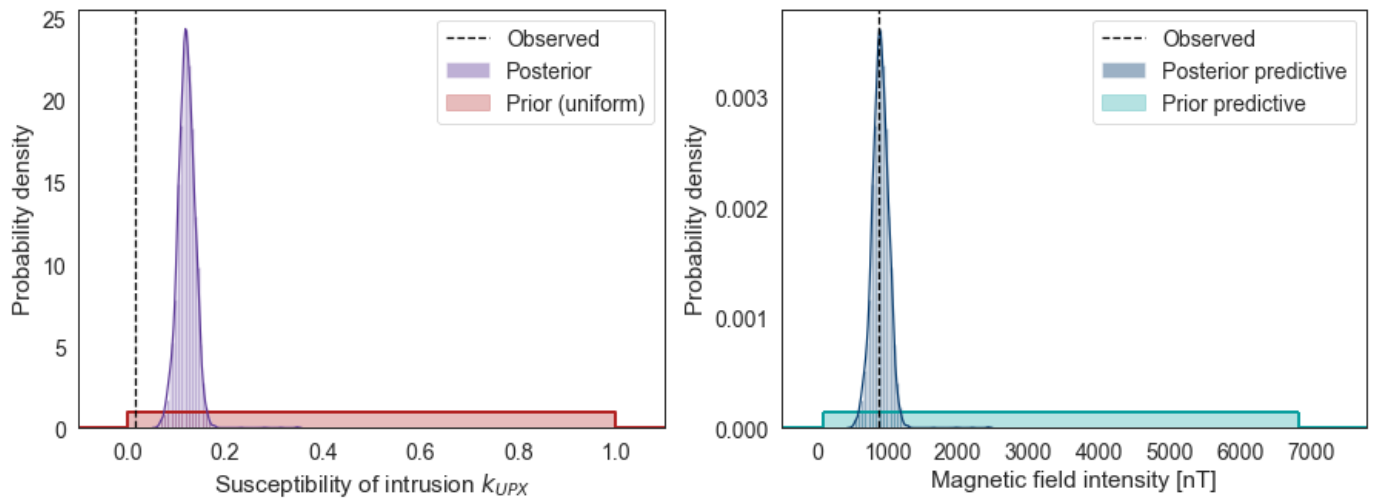 25
20
15
10
5
0
Probability density
0.0 0.2 0.4 0.6 0.8 1.0
Susceptibility of intrusion k_UPX
Observed
Posterior
Prior (uniform)
0.003
0.002
0.001
0.000
Probability density
0 1000 2000 3000 4000 5000 6000 7000
Magnetic field intensity [nT]
Observed
Posterior predictive
Prior predictive